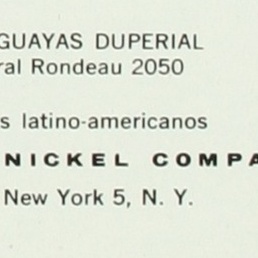 GUAYAS DUPERIAL
ral Rondeau 2050
s latino-americanos
NICKEL COMPA
New York 5, N. Y.